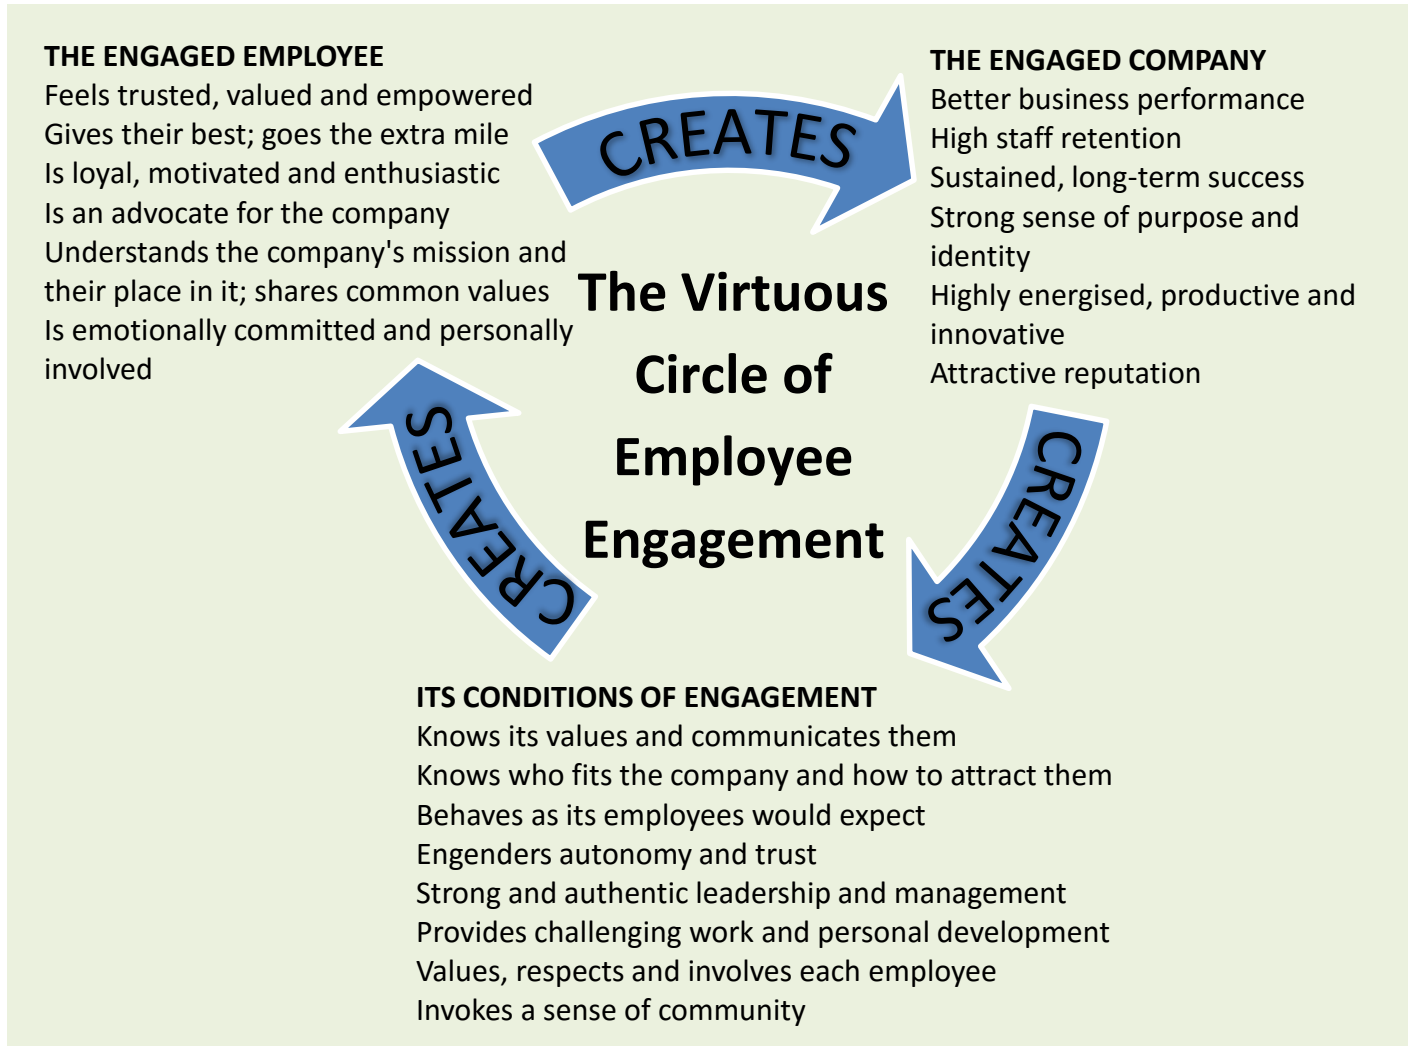 THE ENGAGED EMPLOYEE
Feels trusted, valued and empowered
Gives their best; goes the extra mile
Is loyal, motivated and enthusiastic
Is an advocate for the company
Understands the company's mission and
their place in it; shares common values
Is emotionally committed and personally
involved
CREATES
THE ENGAGED COMPANY
Better business performance
High staff retention
Sustained, long-term success
Strong sense of purpose and
identity
Highly energised, productive and
innovative
Attractive reputation
The Virtuous
Circle of
Employee
Engagement
CREATES
CREATES
ITS CONDITIONS OF ENGAGEMENT
Knows its values and communicates them
Knows who fits the company and how to attract them
Behaves as its employees would expect
Engenders autonomy and trust
Strong and authentic leadership and management
Provides challenging work and personal development
Values, respects and involves each employee
Invokes a sense of community